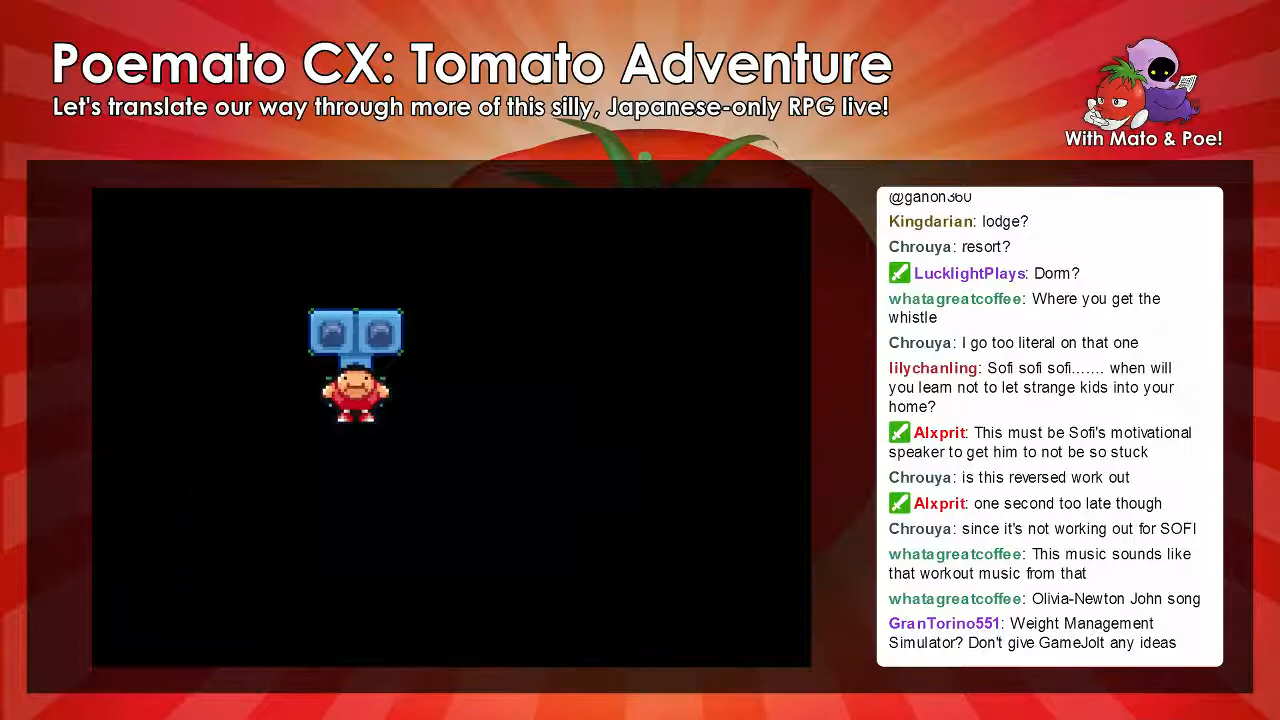 Poemato CX: Tomato Adventure
Let's translate our way through more of this silly, Japanese-only RPG live!
With Mato & Poe!
@ganon360
Kingdarian: lodge?
Chrouya: resort?
LucklightPlays: Dorm?
whatagreatcoffee: Where you get the
whistle
Chrouya: I go too literal on that one
lilychanling: Sofi sofi sofi....... when will
you learn not to let strange kids into your
home?
Alxprit: This must be Sofi's motivational
speaker to get him to not be so stuck
Chrouya: is this reversed work out
Alxprit: one second too late though
Chrouya: since it's not working out for SOFI
whatagreatcoffee: This music sounds like
that workout music from that
whatagreatcoffee: Olivia-Newton John song
GranTorino551: Weight Management
Simulator? Don't give GameJolt any ideas